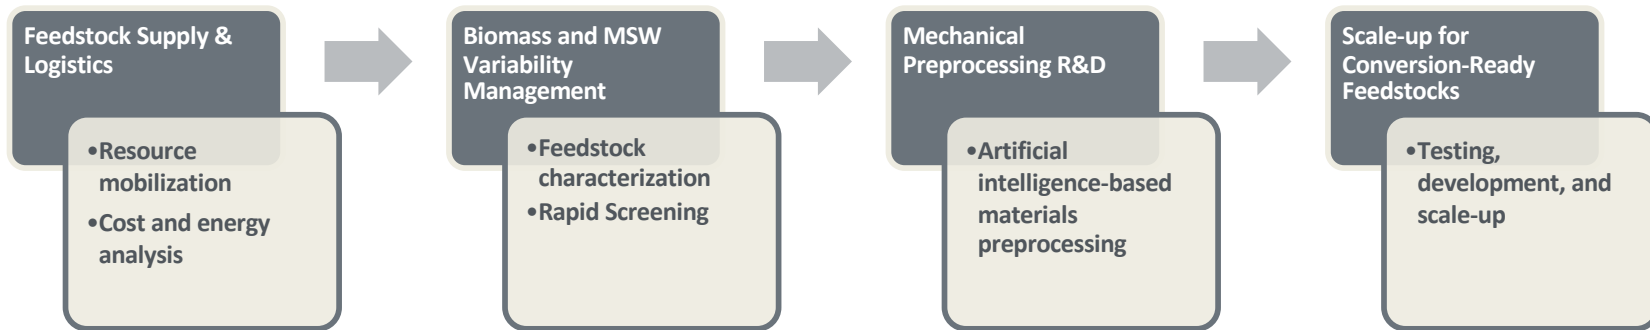 Feedstock Supply &
Logistics
•Resource
mobilization
•Cost and energy
analysis
Biomass and MSW
Variability
Management
•Feedstock
characterization
•Rapid Screening
Mechanical
Preprocessing R&D
•Artificial
intelligence-based
materials
preprocessing
Scale-up for
Conversion-Ready
Feedstocks
•Testing,
development, and
scale-up